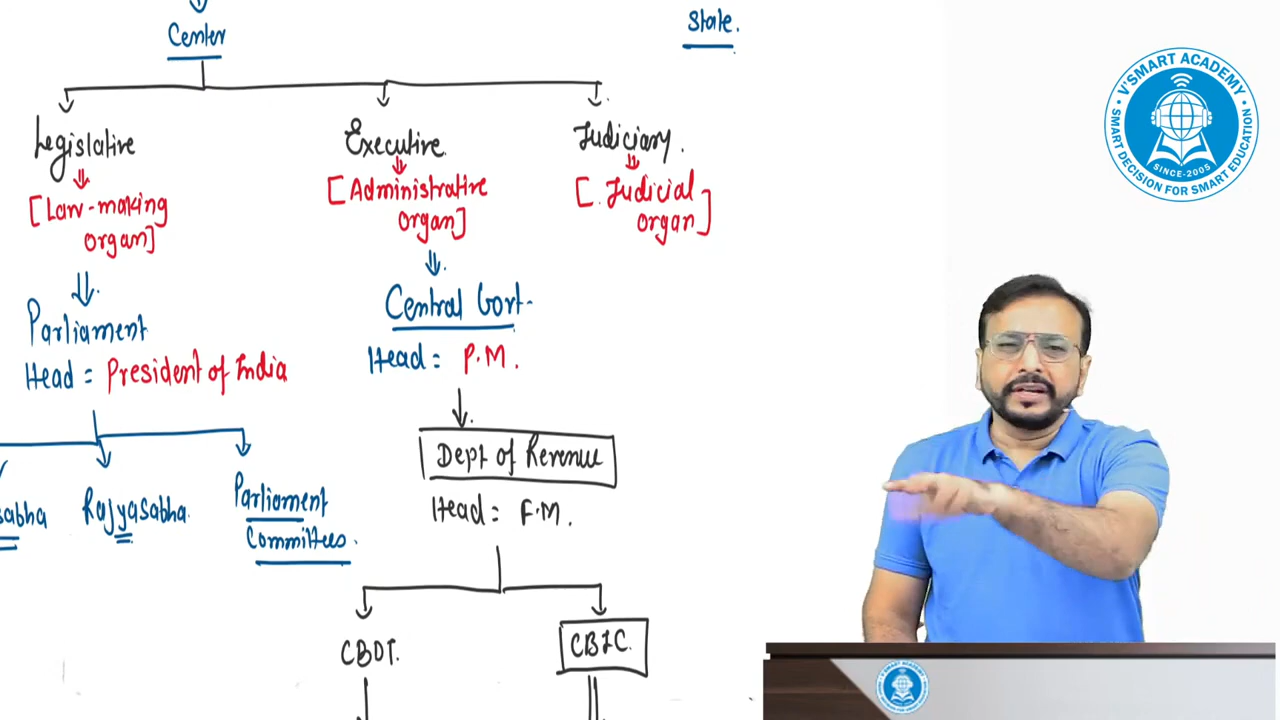 Center
State.
Legislative
Executive.
Judiciary.
[Law-making
organ]
[Administrative
organ]
[. Judicial
organ]
Parliament
Head = President of India
Central Govt-
Head = P.M.
Dept of Revenue
Head = F.M.
sabha
Rajyasabha.
Parliament
Committees.
CBDT.
CBIC.
V'SMART ACADEMY
SINCE-2005
SMART DECISION FOR SMART EDUCATION